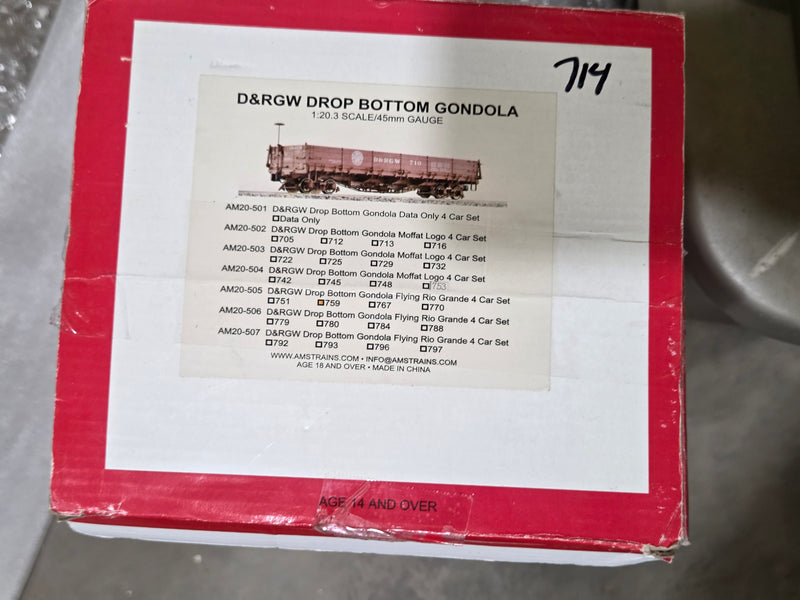 714
D&RGW DROP BOTTOM GONDOLA
1:20.3 SCALE/45mm GAUGE
D&RGW 710
AM20-501 D&RGW Drop Bottom Gondola Data Only 4 Car Set
☐Data Only
AM20-502 D&RGW Drop Bottom Gondola Moffat Logo 4 Car Set
☐705 ☐712 ☐713 ☐716
AM20-503 D&RGW Drop Bottom Gondola Moffat Logo 4 Car Set
☐722 ☐725 ☐729 ☐732
AM20-504 D&RGW Drop Bottom Gondola Moffat Logo 4 Car Set
☐742 ☐745 ☐748 ☐753
AM20-505 D&RGW Drop Bottom Gondola Flying Rio Grande 4 Car Set
☐751 ☐759 ☐767 ☐770
AM20-506 D&RGW Drop Bottom Gondola Flying Rio Grande 4 Car Set
☐779 ☐780 ☐784 ☐788
AM20-507 D&RGW Drop Bottom Gondola Flying Rio Grande 4 Car Set
☐792 ☐793 ☐796 ☐797
WWW.AMSTRAINS.COM • INFO@AMSTRAINS.COM
AGE 18 AND OVER • MADE IN CHINA
AGE 14 AND OVER